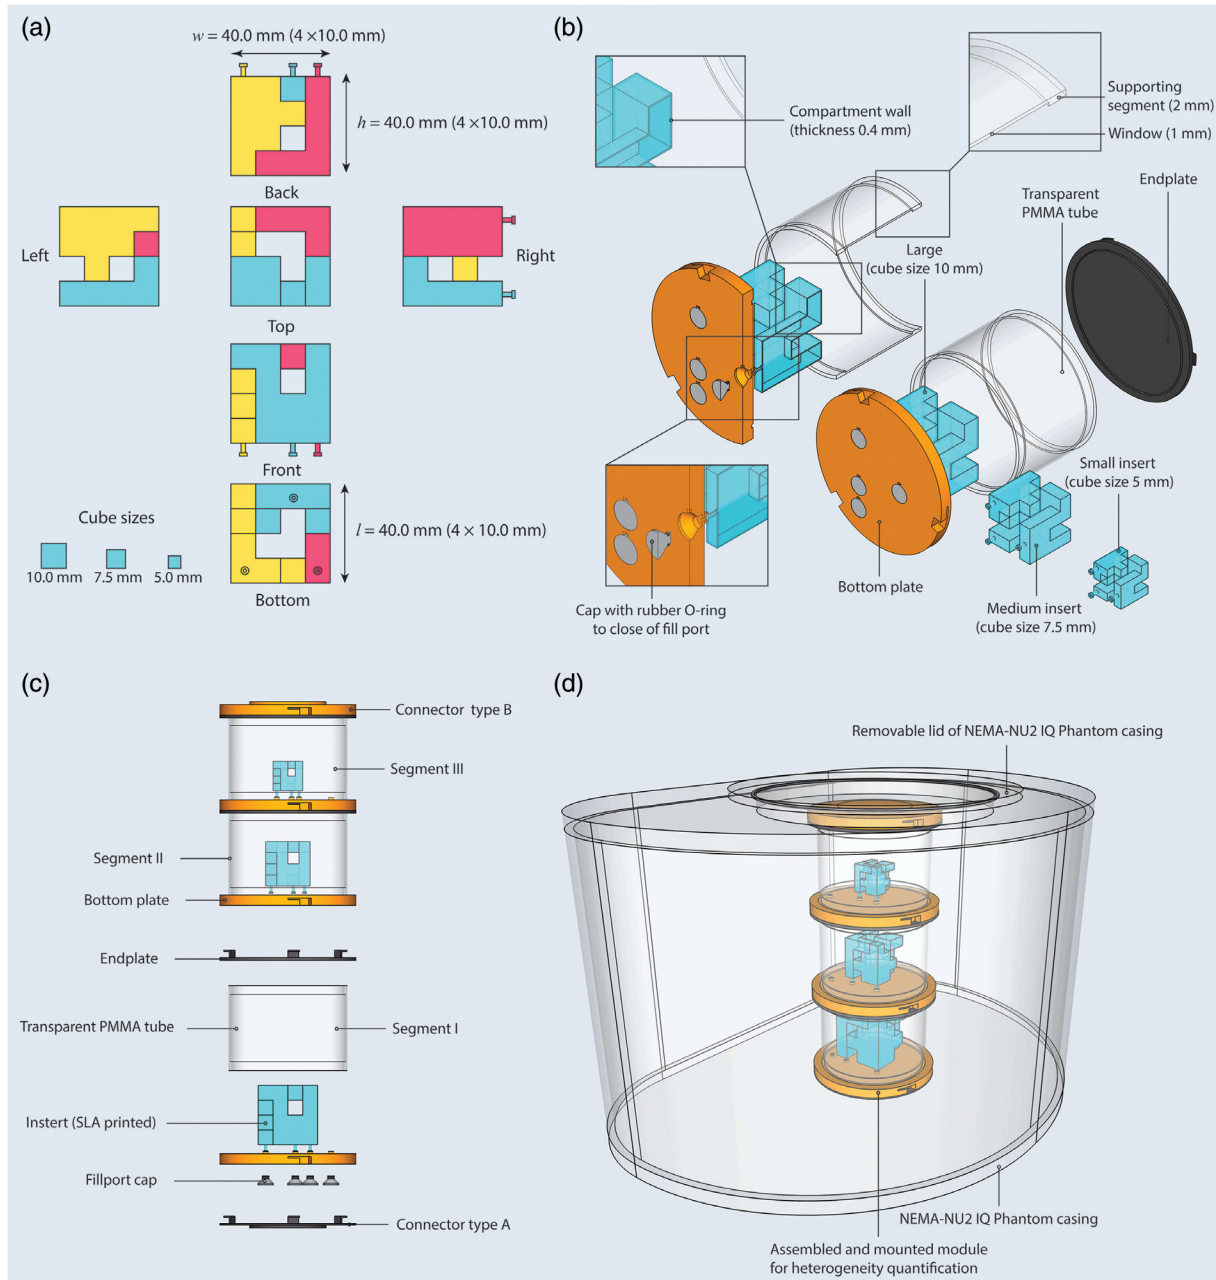 (a)
w = 40.0 mm (4 ×10.0 mm)
h = 40.0 mm (4 ×10.0 mm)
Back
Left
Right
Top
Front
Cube sizes
10.0 mm
7.5 mm
5.0 mm
l = 40.0 mm (4 × 10.0 mm)
Bottom
(b)
Compartment wall
(thickness 0.4 mm)
Supporting
segment (2 mm)
Window (1 mm)
Endplate
Transparent
PMMA tube
Large
(cube size 10 mm)
Small insert
(cube size 5 mm)
Bottom plate
Medium insert
(cube size 7.5 mm)
Cap with rubber O-ring
to close of fill port
(c)
Connector type B
Segment III
Segment II
Bottom plate
Endplate
Transparent PMMA tube
Segment I
Instert (SLA printed)
Fillport cap
Connector type A
(d)
Removable lid of NEMA-NU2 IQ Phantom casing
NEMA-NU2 IQ Phantom casing
Assembled and mounted module
for heterogeneity quantification